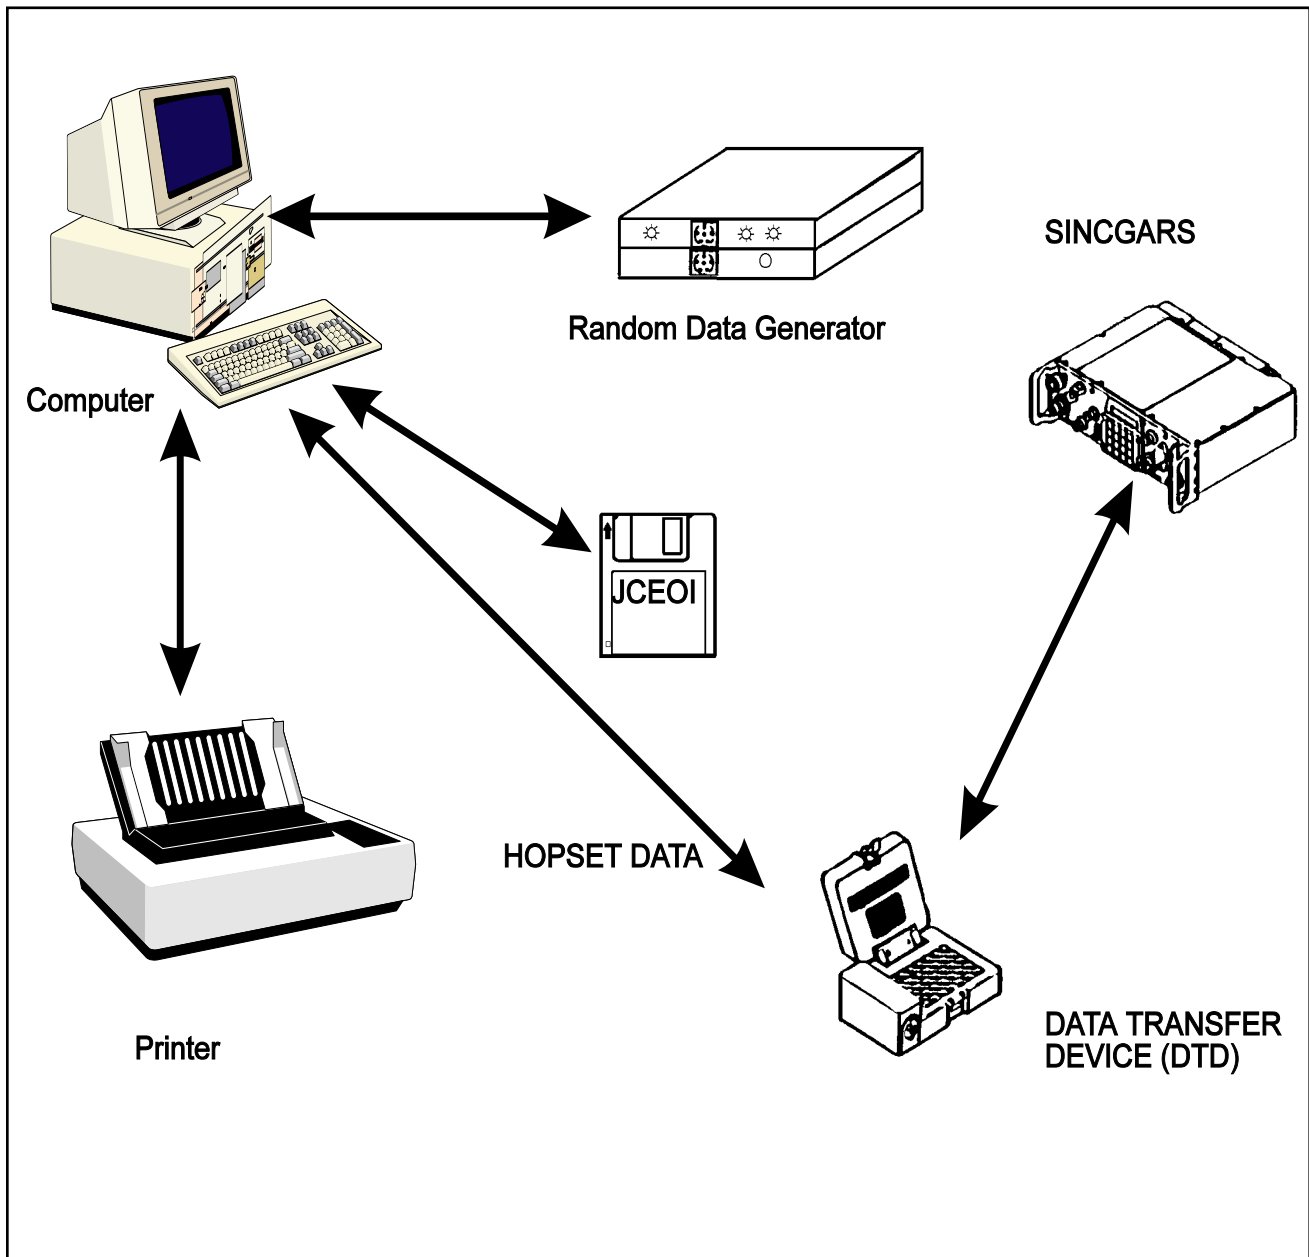 SINCGARS
Random Data Generator
Computer
JCEOI
HOPSET DATA
DATA TRANSFER
DEVICE (DTD)
Printer